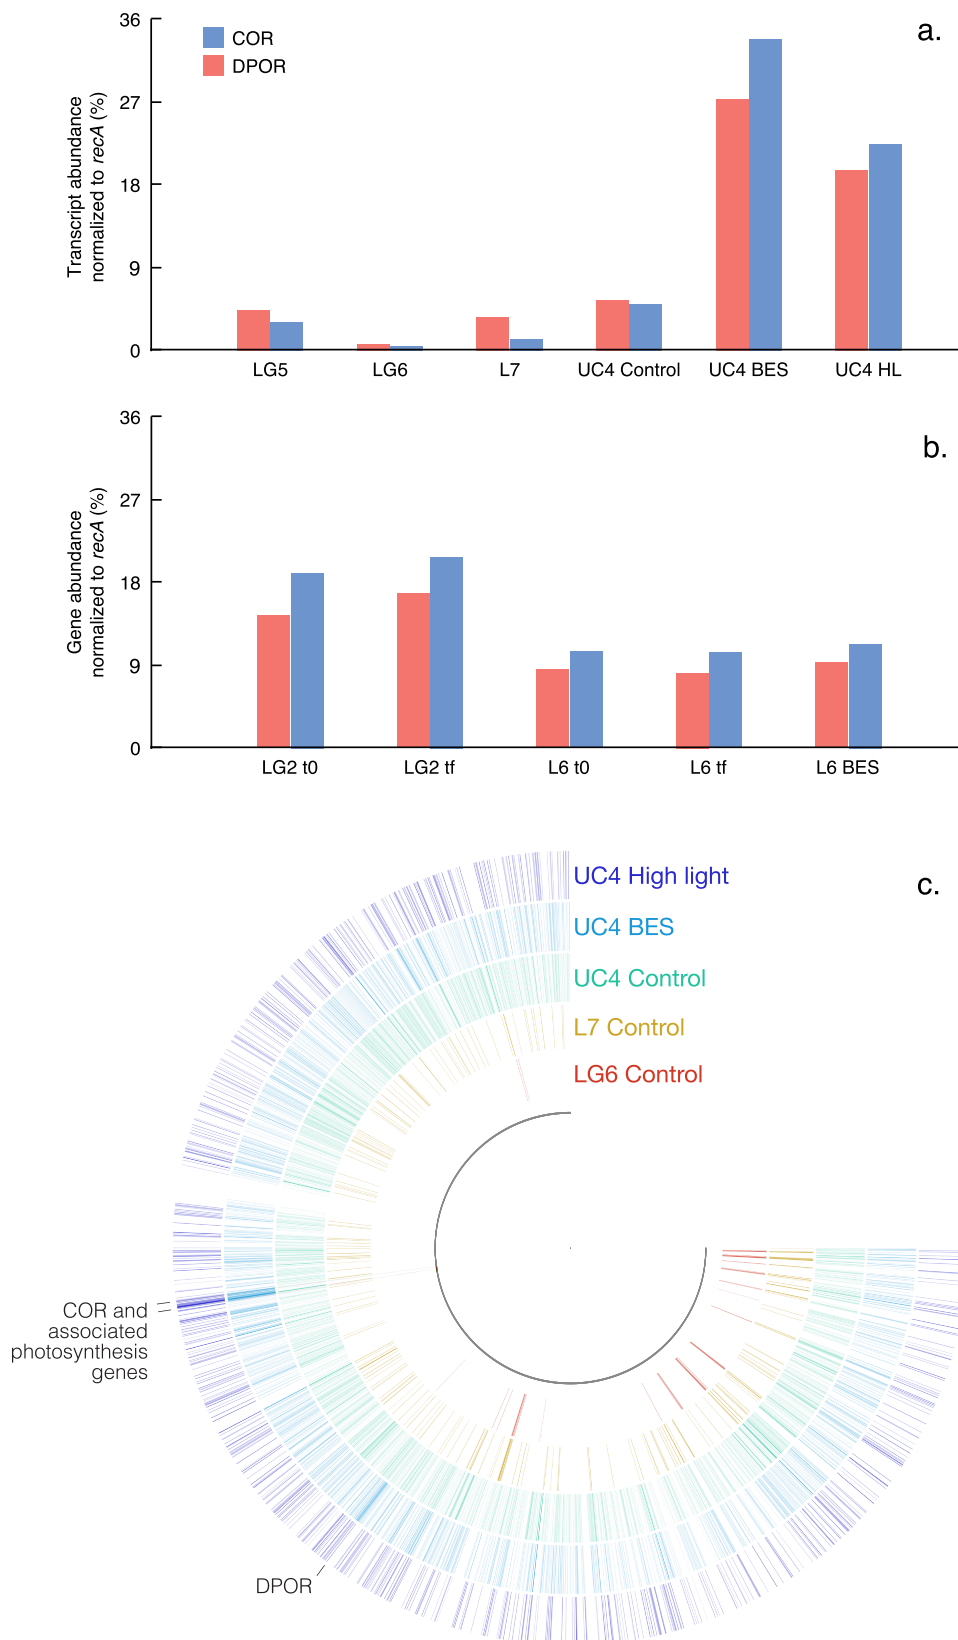 a.
36
27
18
9
0
Transcript abundance
normalized to recA (%)
COR
DPOR
LG5
LG6
L7
UC4 Control
UC4 BES
UC4 HL
b.
36
27
18
9
0
Gene abundance
normalized to recA (%)
LG2 t0
LG2 tf
L6 t0
L6 tf
L6 BES
c.
UC4 High light
UC4 BES
UC4 Control
L7 Control
LG6 Control
COR and
associated
photosynthesis
genes
DPOR